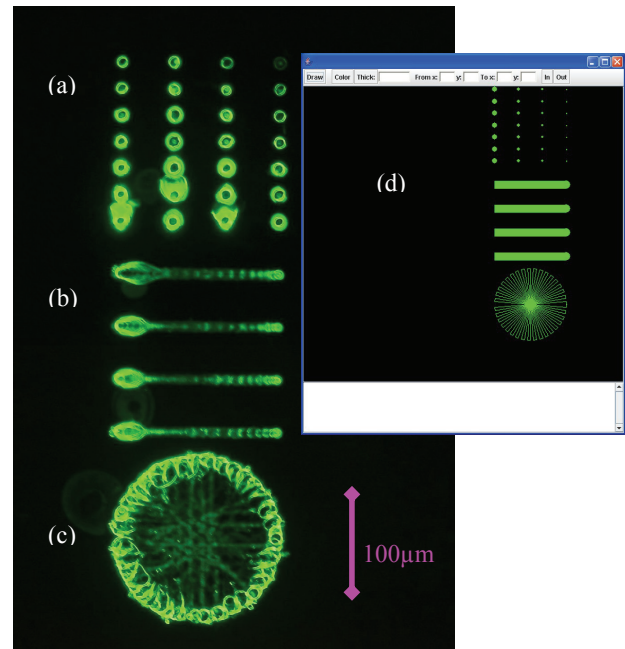 (a)
Draw Color Thick: From x: y: To x: y: In Out
(d)
(b)
(c)
100µm